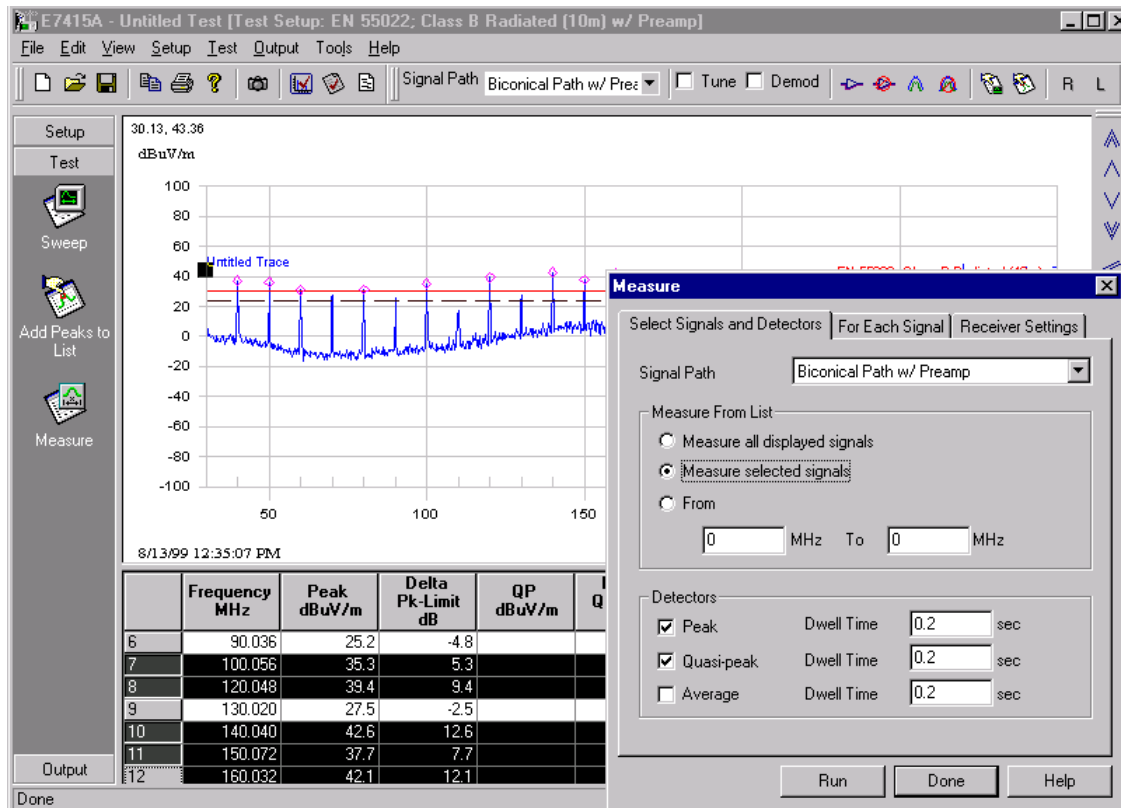 E7415A - Untitled Test [Test Setup: EN 55022; Class B Radiated (10m) w/ Preamp]
File Edit View Setup Test Output Tools Help
Signal Path Biconical Path w/ Prea Tune Demod R L
Setup
Test
Sweep
Add Peaks to
List
Measure
Output
Done
30.13, 43.36
dBuV/m
100
80
60
40
20
0
-20
-40
-60
-80
-100
Untitled Trace
50 100 150
8/13/99 12:35:07 PM
Frequency MHz Peak dBuV/m Delta Pk-Limit dB QP dBuV/m
6 90.036 25.2 -4.8
7 100.056 35.3 5.3
8 120.048 39.4 9.4
9 130.020 27.5 -2.5
10 140.040 42.6 12.6
11 150.072 37.7 7.7
12 160.032 42.1 12.1
Measure
Select Signals and Detectors For Each Signal Receiver Settings
Signal Path Biconical Path w/ Preamp
Measure From List
Measure all displayed signals
Measure selected signals
From
0 MHz To 0 MHz
Detectors
Peak Dwell Time 0.2 sec
Quasi-peak Dwell Time 0.2 sec
Average Dwell Time 0.2 sec
Run Done Help